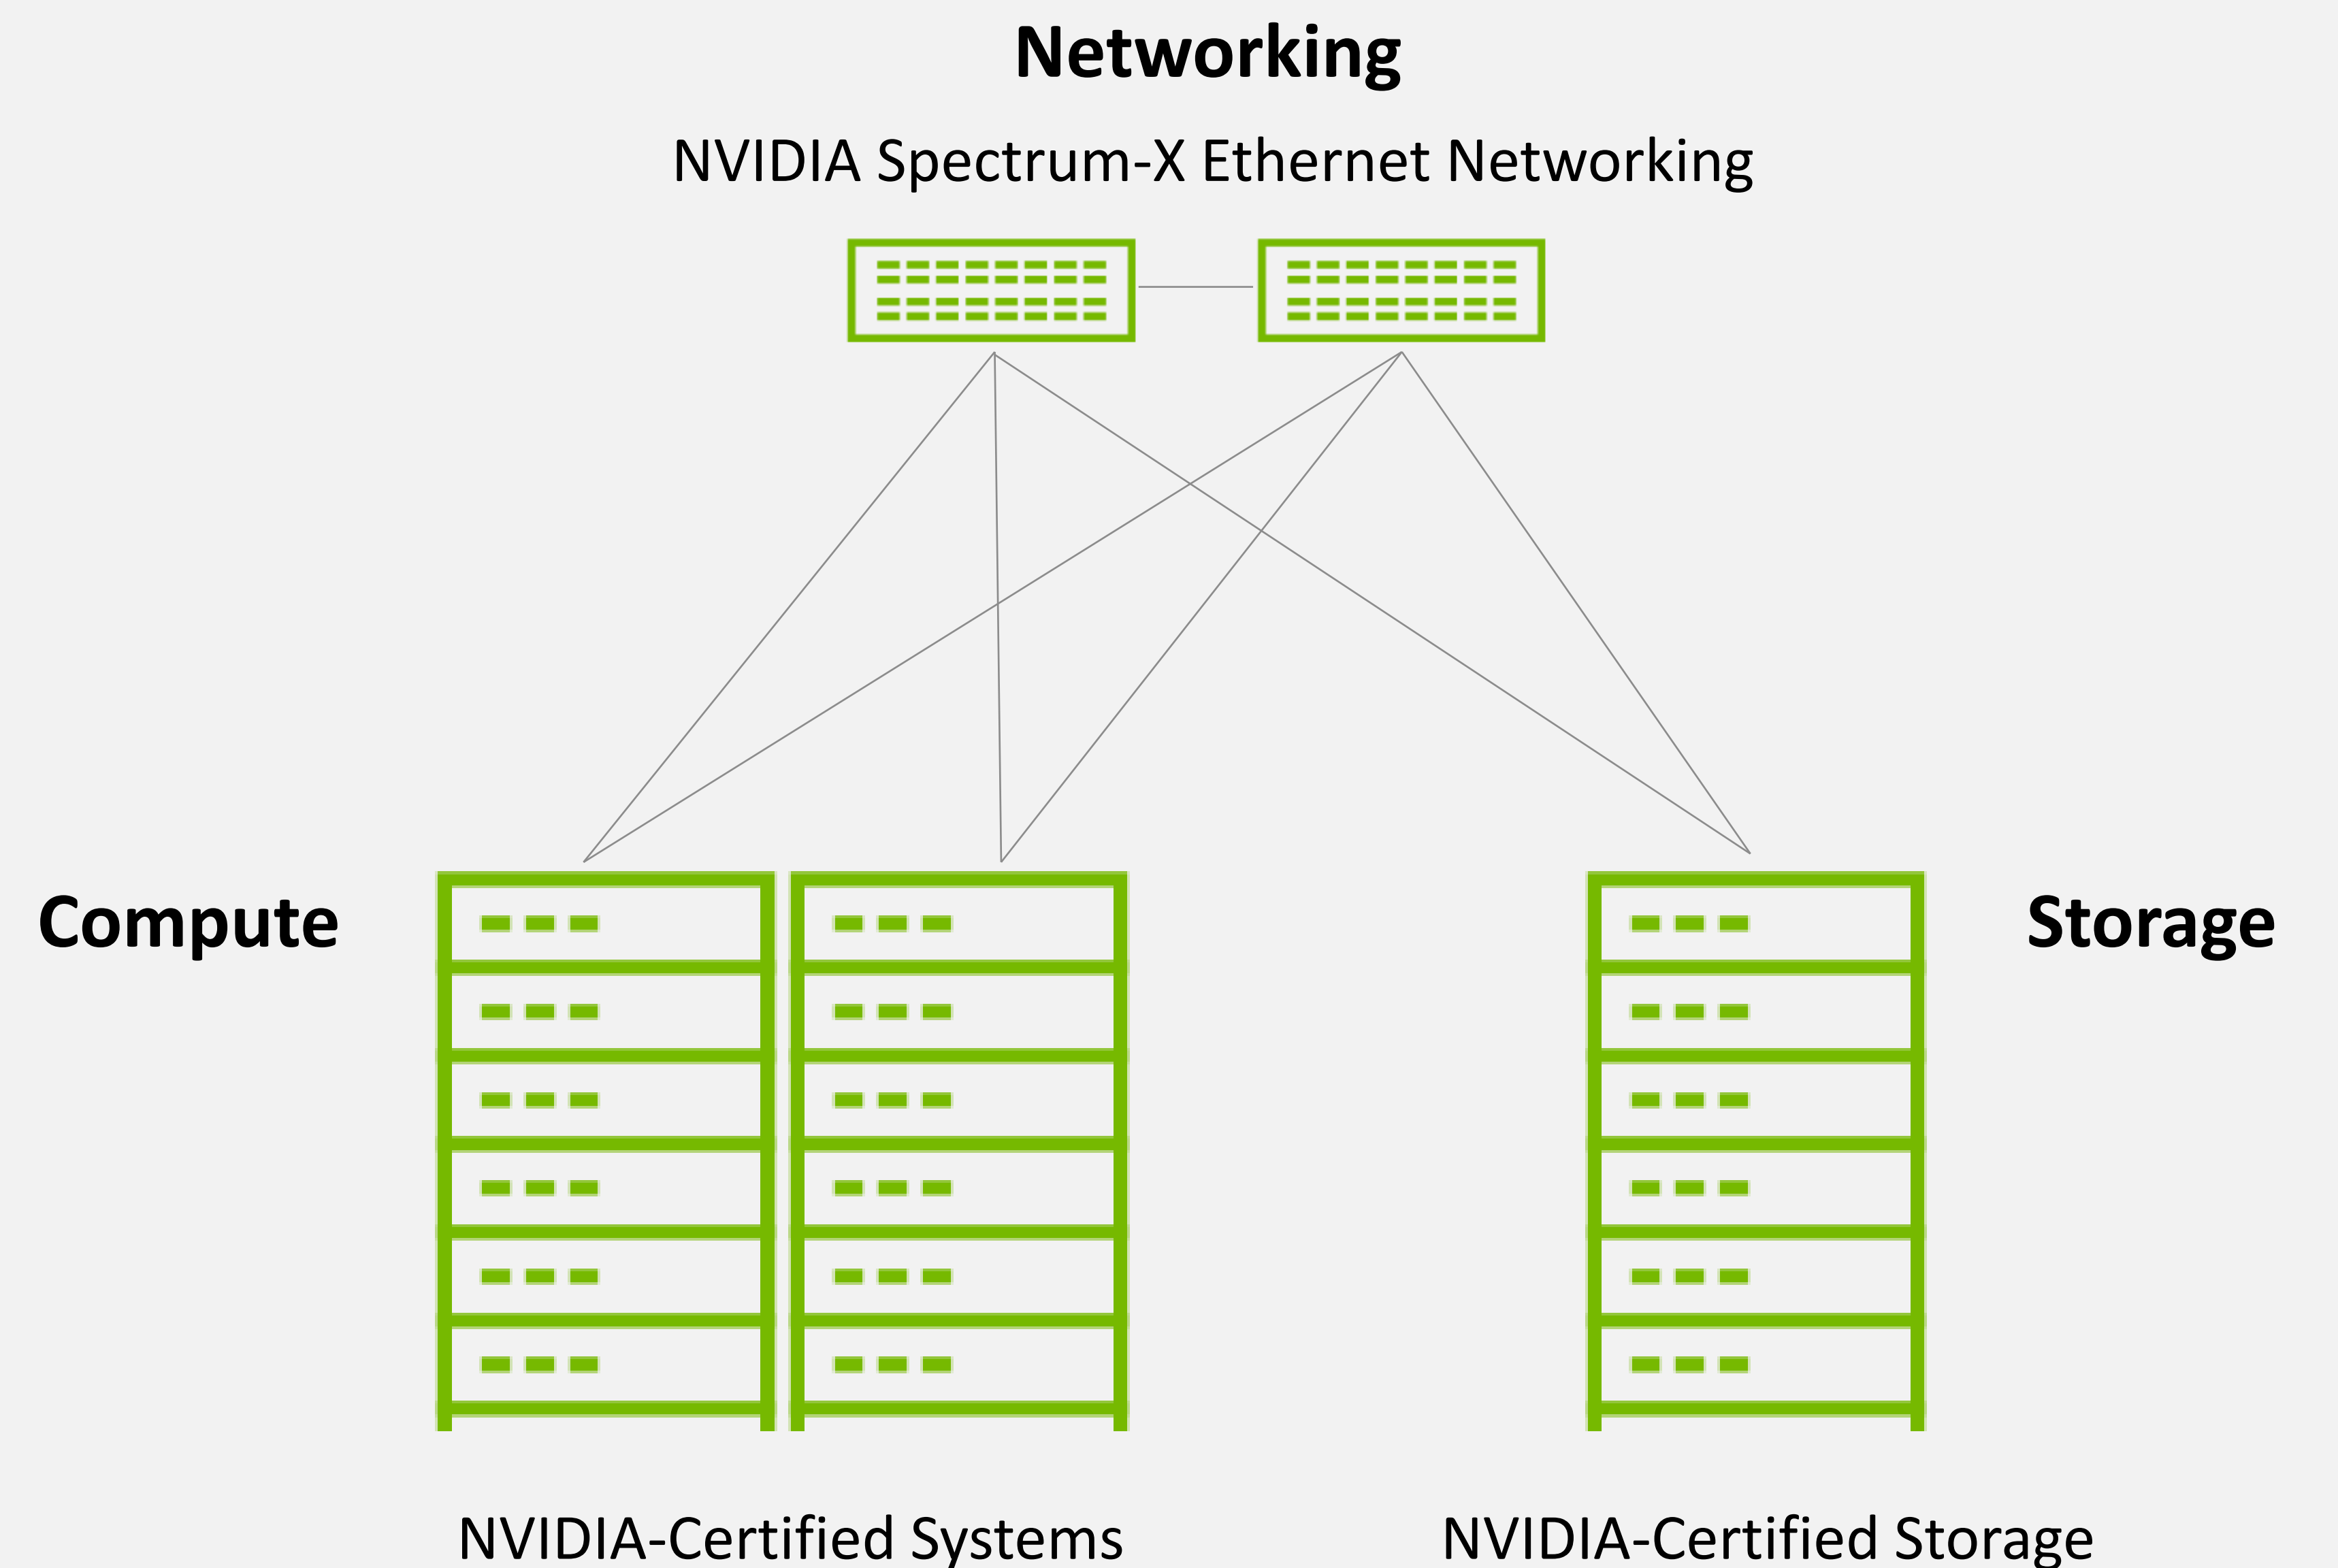 Networking
NVIDIA Spectrum-X Ethernet Networking
Compute
Storage
NVIDIA-Certified Systems
NVIDIA-Certified Storage